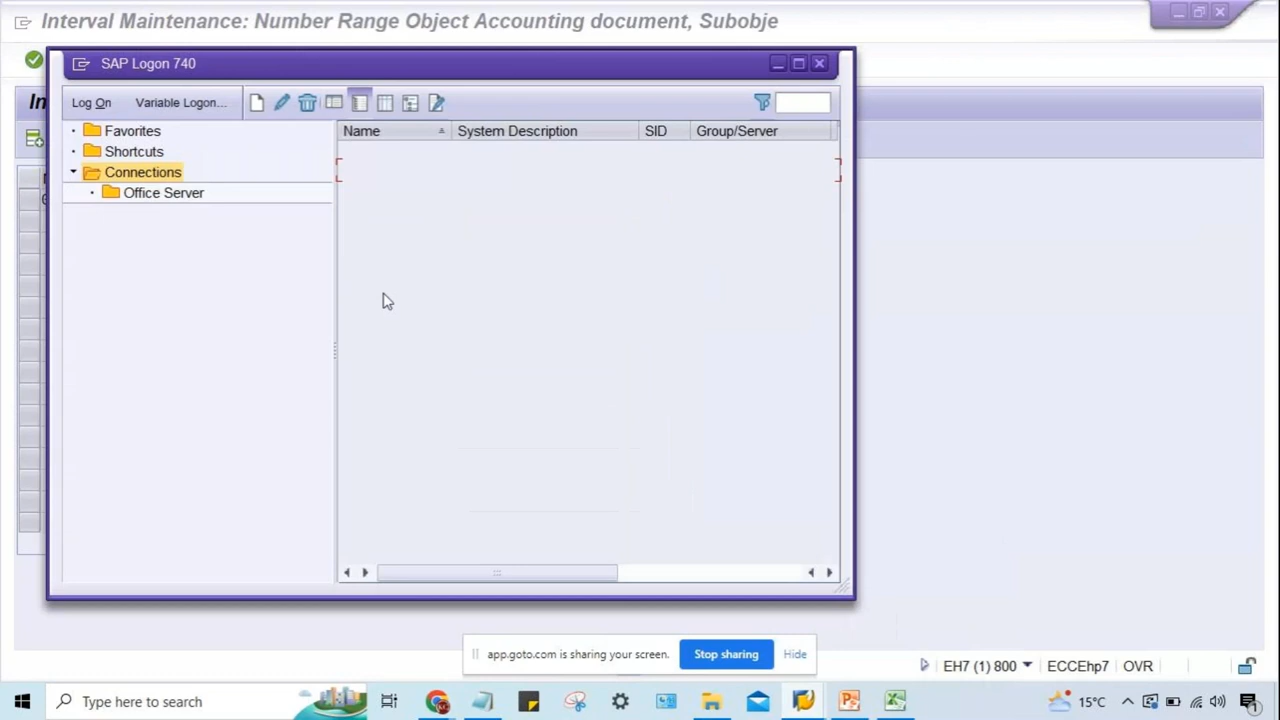 Interval Maintenance: Number Range Object Accounting document, Subobje
SAP Logon 740
In
Log On Variable Logon...
Favorites
Shortcuts
Connections
Office Server
Name System Description SID Group/Server
app.goto.com is sharing your screen. Stop sharing Hide
EH7 (1) 800 ECCEhp7 OVR
Type here to search
15°C
1